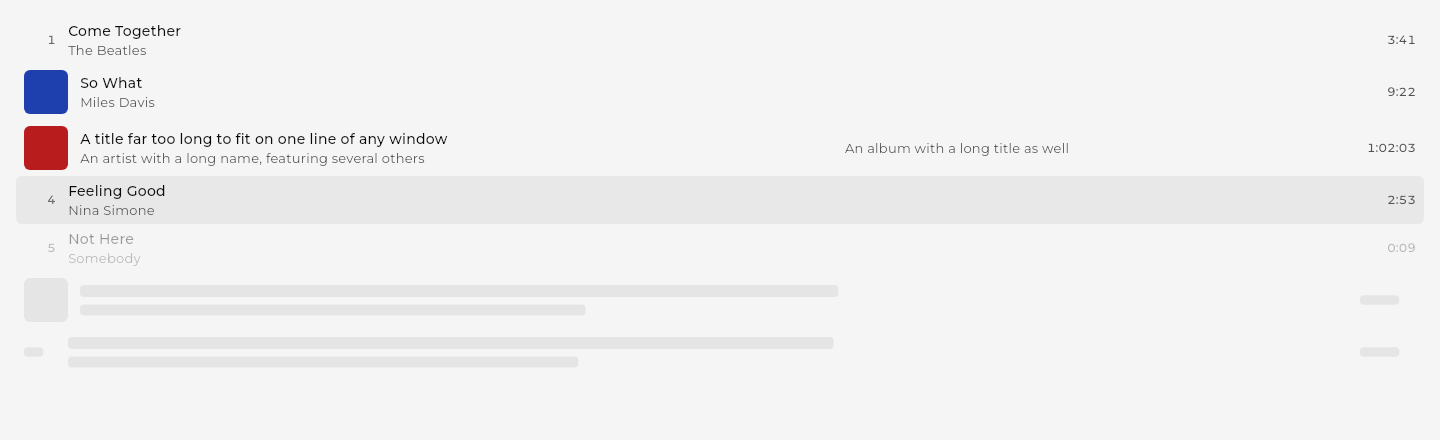 1
Come Together
The Beatles
3:41
So What
Miles Davis
9:22
A title far too long to fit on one line of any window
An artist with a long name, featuring several others
An album with a long title as well
1:02:03
4
Feeling Good
Nina Simone
2:53
5
Not Here
Somebody
0:09